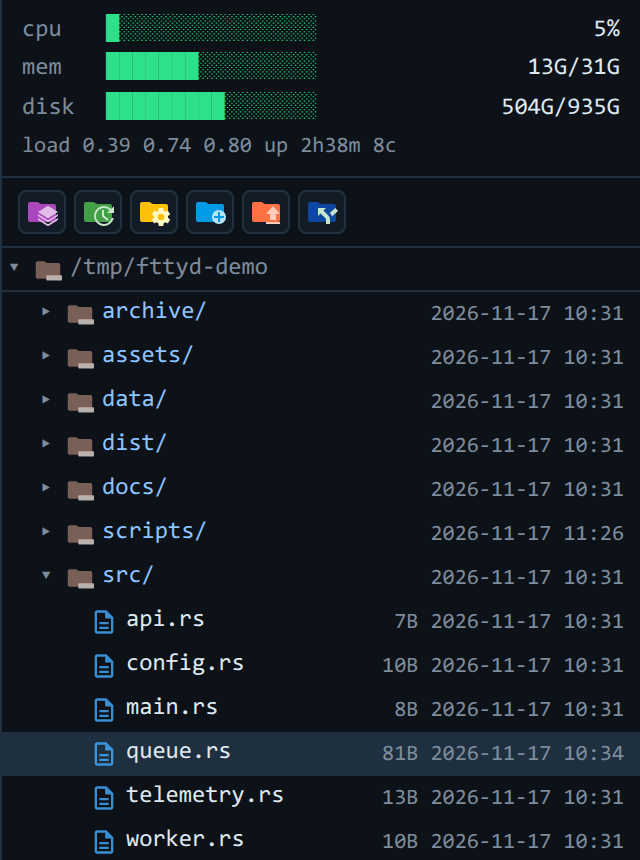 cpu 5%
mem 13G/31G
disk 504G/935G
load 0.39 0.74 0.80 up 2h38m 8c
/tmp/fttyd-demo
archive/ 2026-11-17 10:31
assets/ 2026-11-17 10:31
data/ 2026-11-17 10:31
dist/ 2026-11-17 10:31
docs/ 2026-11-17 10:31
scripts/ 2026-11-17 11:26
src/ 2026-11-17 10:31
api.rs 7B 2026-11-17 10:31
config.rs 10B 2026-11-17 10:31
main.rs 8B 2026-11-17 10:31
queue.rs 81B 2026-11-17 10:34
telemetry.rs 13B 2026-11-17 10:31
worker.rs 10B 2026-11-17 10:31